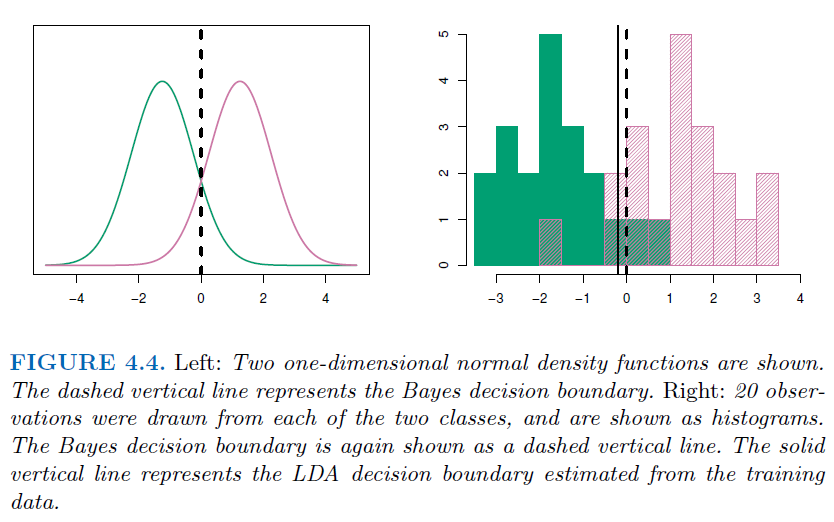 −4 −2 0 2 4
0 1 2 3 4 5
−3 −2 −1 0 1 2 3 4
FIGURE 4.4. Left: Two one-dimensional normal density functions are shown.
The dashed vertical line represents the Bayes decision boundary. Right: 20 obser-
vations were drawn from each of the two classes, and are shown as histograms.
The Bayes decision boundary is again shown as a dashed vertical line. The solid
vertical line represents the LDA decision boundary estimated from the training
data.